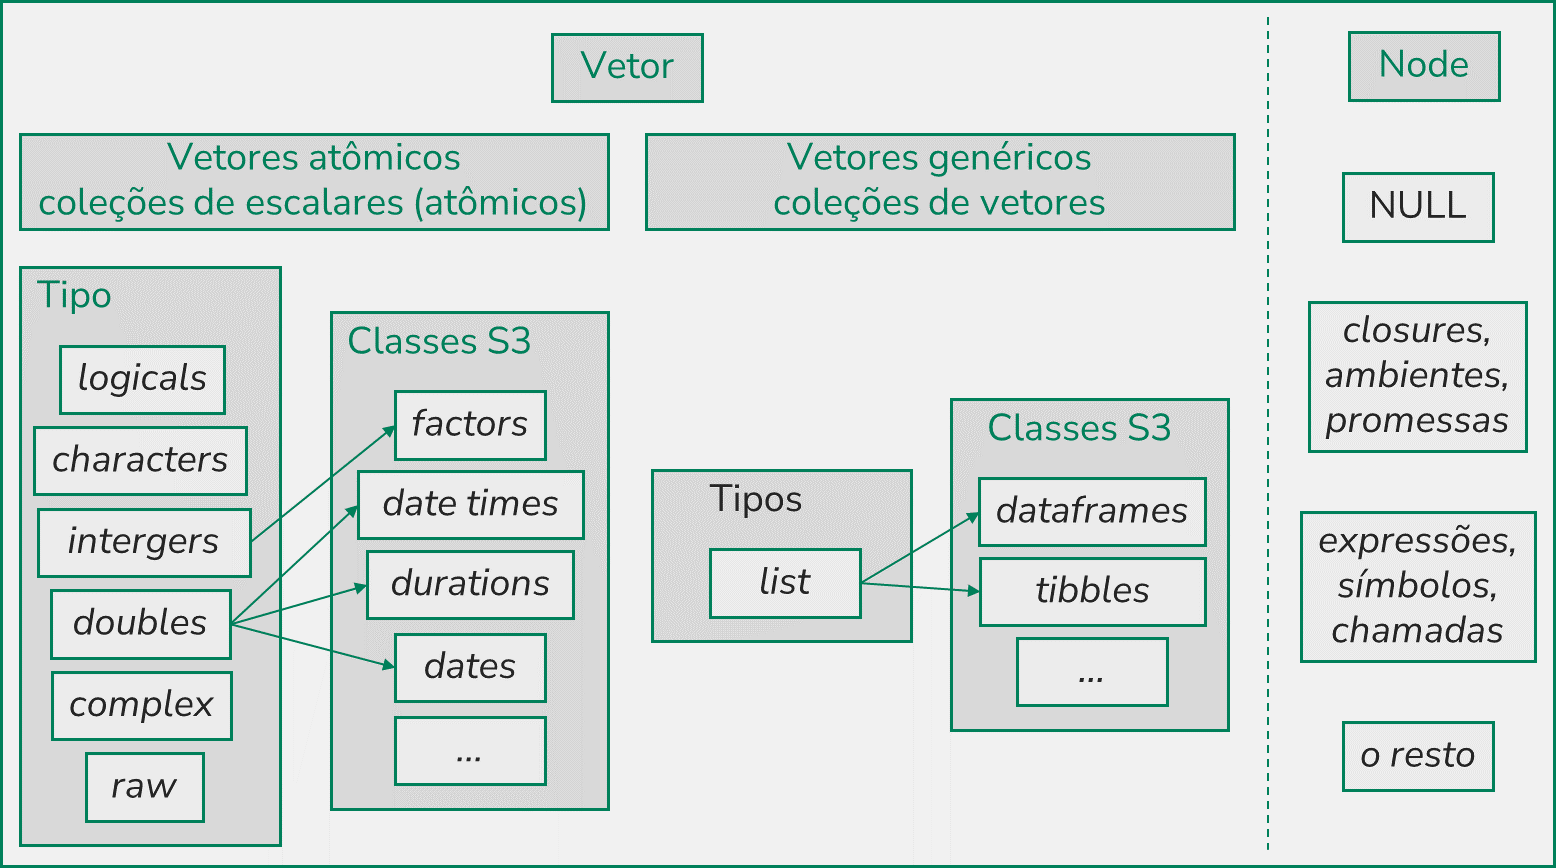 Vetor
Node
Vetores atômicos
coleções de escalares (atômicos)
Vetores genéricos
coleções de vetores
Tipo
logicals
characters
intergers
doubles
complex
raw
Classes S3
factors
date times
durations
dates
...
Tipos
list
Classes S3
dataframes
tibbles
...
NULL
closures,
ambientes,
promessas
expressões,
símbolos,
chamadas
o resto